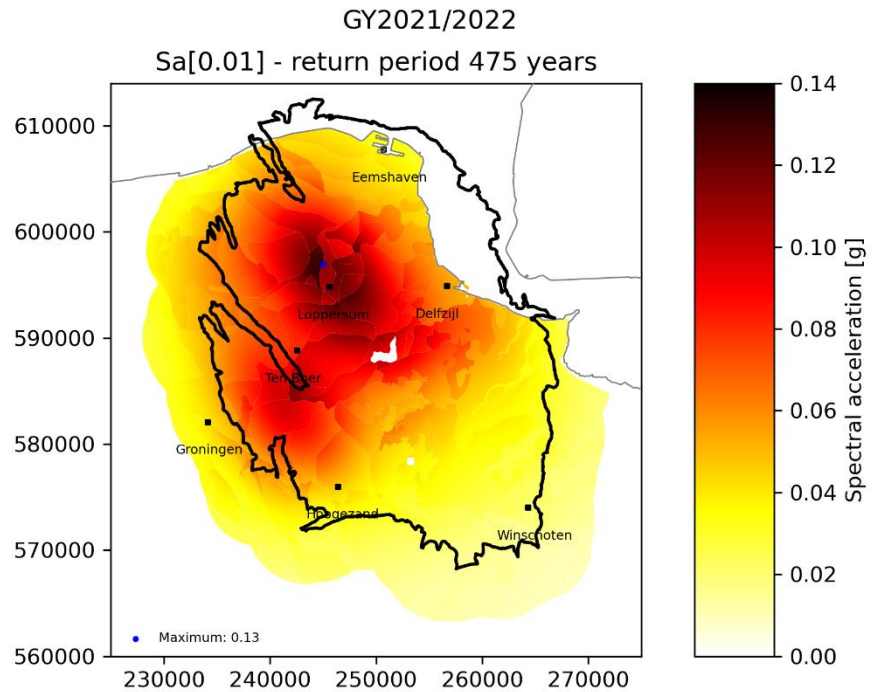 GY2021/2022
Sa[0.01] - return period 475 years
610000
600000
590000
580000
570000
560000
230000 240000 250000 260000 270000
Eemshaven
Loppersum
Delfzijl
Ten Boer
Groningen
Hoogezand
Winschoten
Maximum: 0.13
0.14
0.12
0.10
0.08
0.06
0.04
0.02
0.00
Spectral acceleration [g]